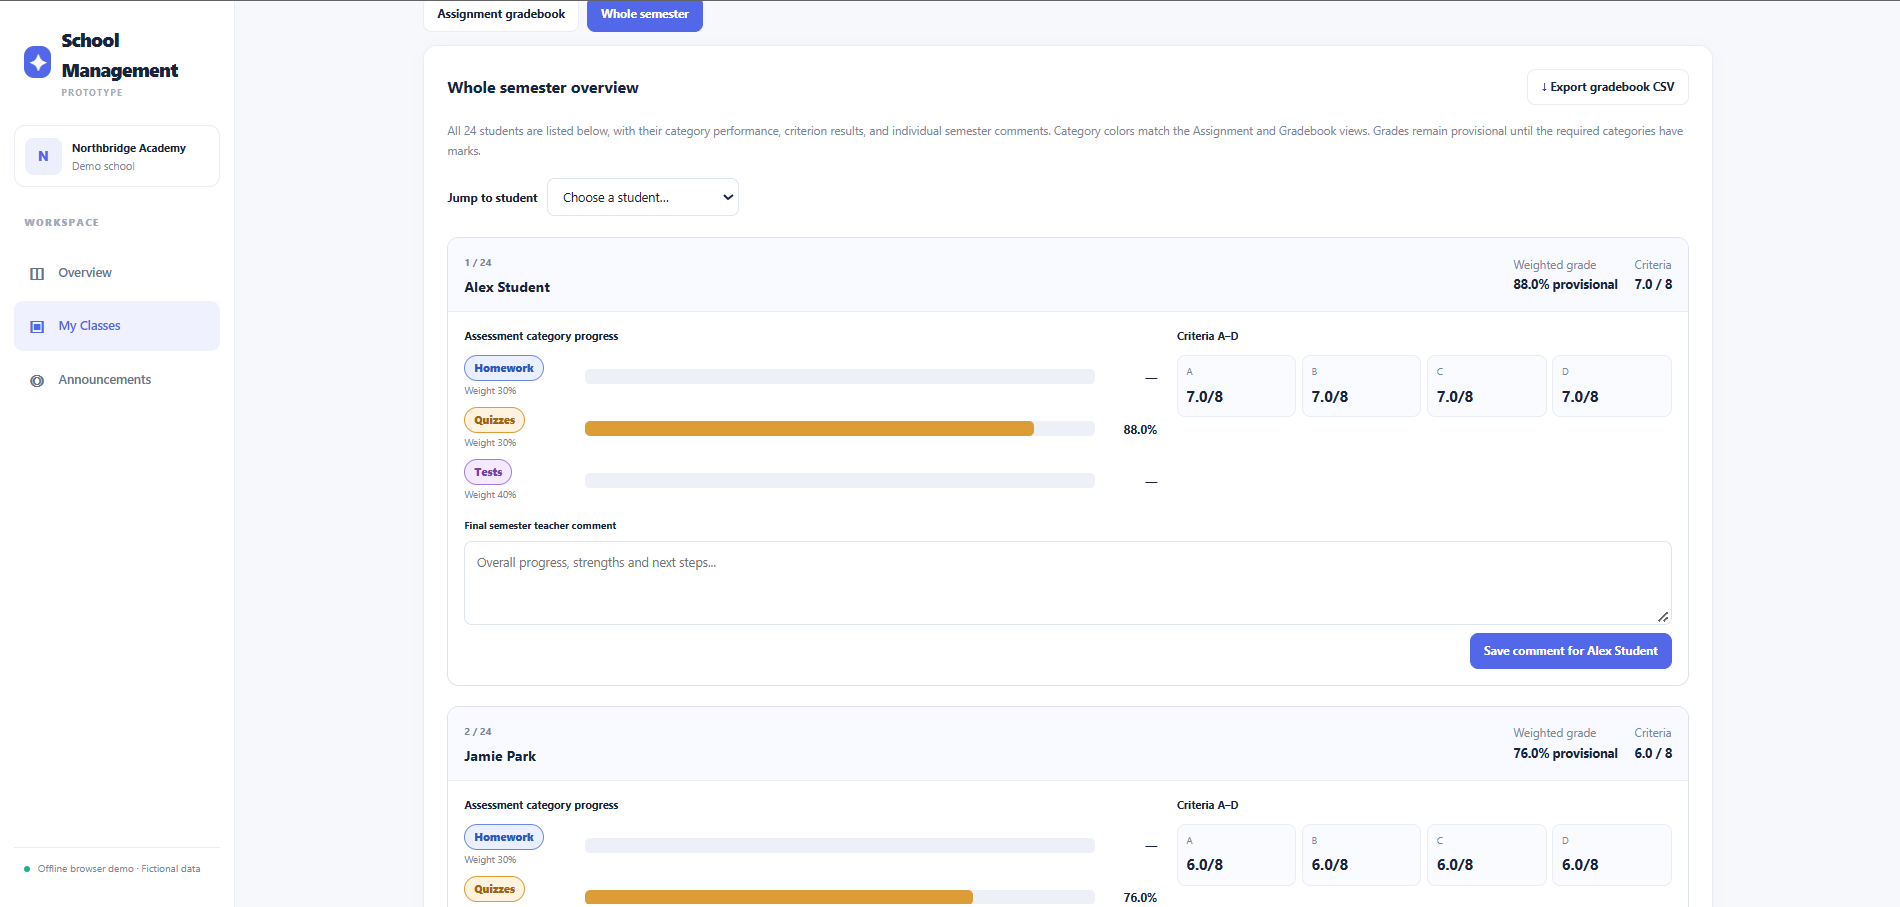 School
Management
PROTOTYPE
N
Northbridge Academy
Demo school
WORKSPACE
Overview
My Classes
Announcements
Offline browser demo · Fictional data
Assignment gradebook
Whole semester
Whole semester overview
↓ Export gradebook CSV
All 24 students are listed below, with their category performance, criterion results, and individual semester comments. Category colors match the Assignment and Gradebook views. Grades remain provisional until the required categories have
marks.
Jump to student
Choose a student...
1 / 24
Alex Student
Weighted grade
88.0% provisional
Criteria
7.0 / 8
Assessment category progress
Homework
Weight 30%
—
Quizzes
Weight 30%
88.0%
Tests
Weight 40%
—
Criteria A–D
A
7.0/8
B
7.0/8
C
7.0/8
D
7.0/8
Final semester teacher comment
Overall progress, strengths and next steps...
Save comment for Alex Student
2 / 24
Jamie Park
Weighted grade
76.0% provisional
Criteria
6.0 / 8
Assessment category progress
Homework
Weight 30%
—
Quizzes
76.0%
Criteria A–D
A
6.0/8
B
6.0/8
C
6.0/8
D
6.0/8